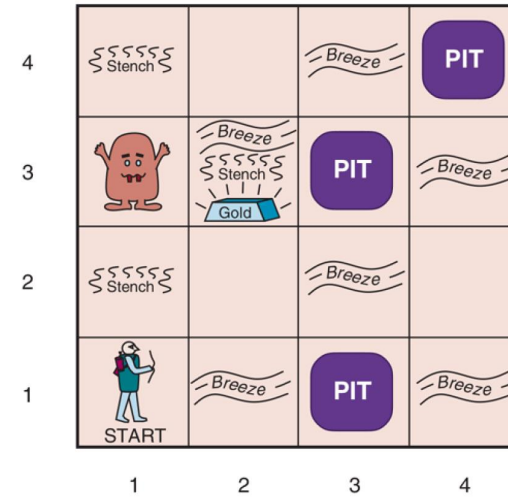 4 Stench Breeze PIT
Breeze
3 Stench PIT Breeze
Gold
2 Stench Breeze
1 Breeze PIT Breeze
START
1 2 3 4